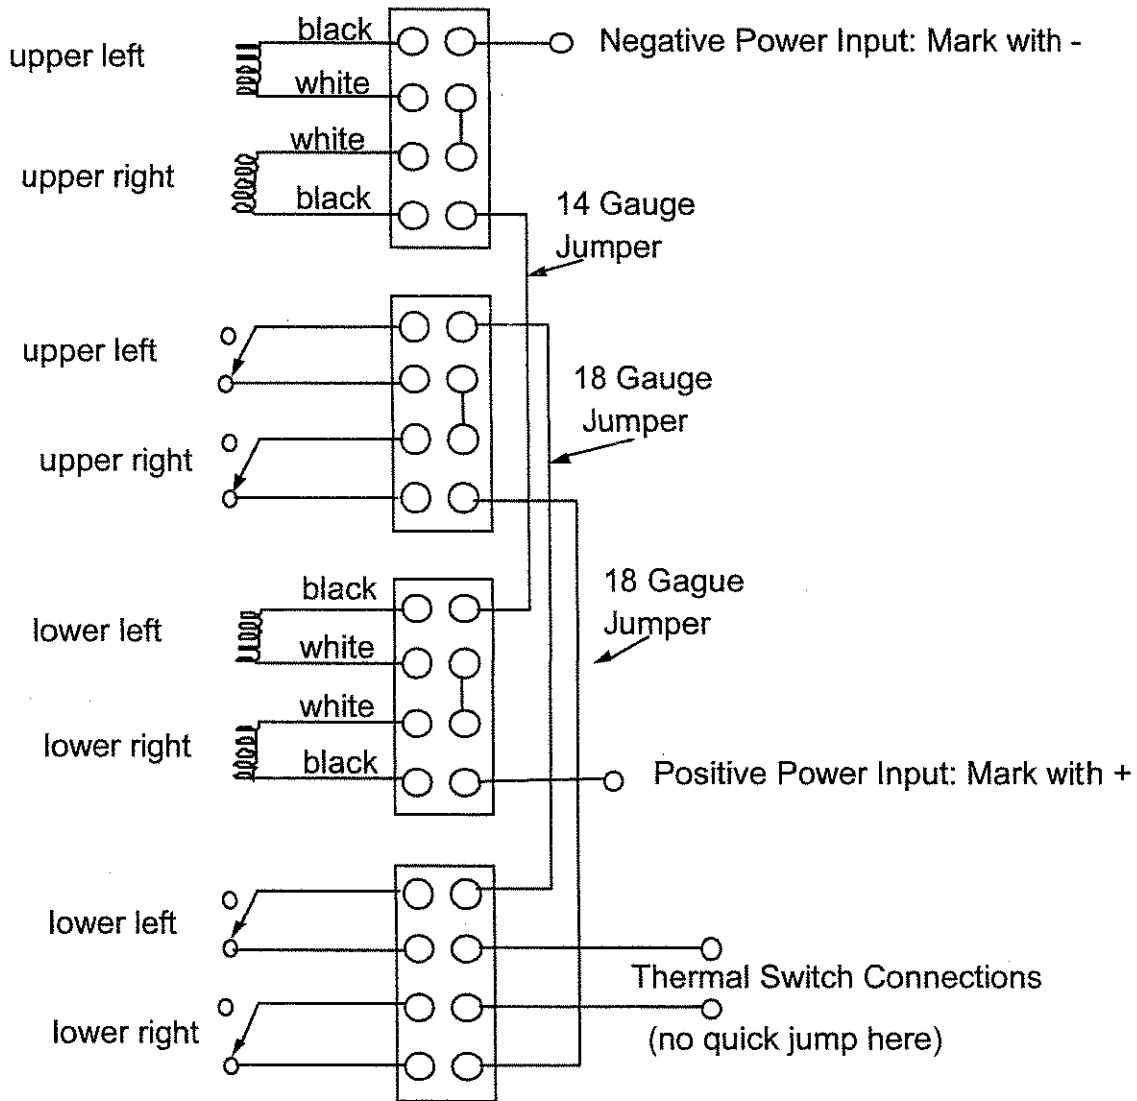 black
Negative Power Input: Mark with -
upper left
white
white
upper right
black
14 Gauge
Jumper
upper left
18 Gauge
Jumper
upper right
18 Gague
Jumper
black
lower left
white
white
lower right
black
Positive Power Input: Mark with +
lower left
Thermal Switch Connections
lower right
(no quick jump here)